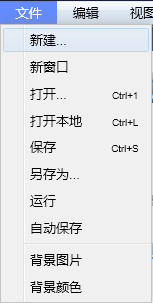 文件 编辑 视
新建...
新窗口
打开... Ctrl+1
打开本地 Ctrl+L
保存 Ctrl+S
另存为...
运行
自动保存
背景图片
背景颜色